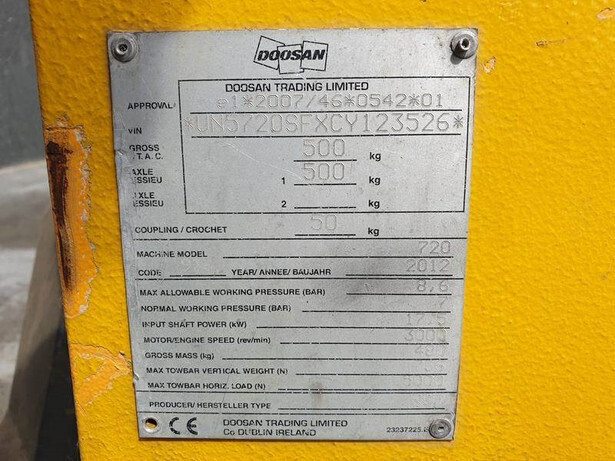 DOOSAN
DOOSAN TRADING LIMITED
APPROVAL e1*2007/46*0542*01
VIN *UN5720SFXCY123526*
GROSS 500 kg
T.A.C.
AXLE 500
ESSIEU 1 kg
AXLE
ESSIEU 2 kg
COUPLING / CROCHET 50 kg
MACHINE MODEL 720
CODE YEAR/ ANNEE/ BAUJAHR 2012
MAX ALLOWABLE WORKING PRESSURE (BAR) 8,6
NORMAL WORKING PRESSURE (BAR) 7
INPUT SHAFT POWER (kW)
MOTOR/ENGINE SPEED (rev/min) 3000
GROSS MASS (kg)
MAX TOWBAR VERTICAL WEIGHT (N)
MAX TOWBAR HORIZ. LOAD (N)
PRODUCER/ HERSTELLER TYPE
CE DOOSAN TRADING LIMITED
Co DUBLIN IRELAND